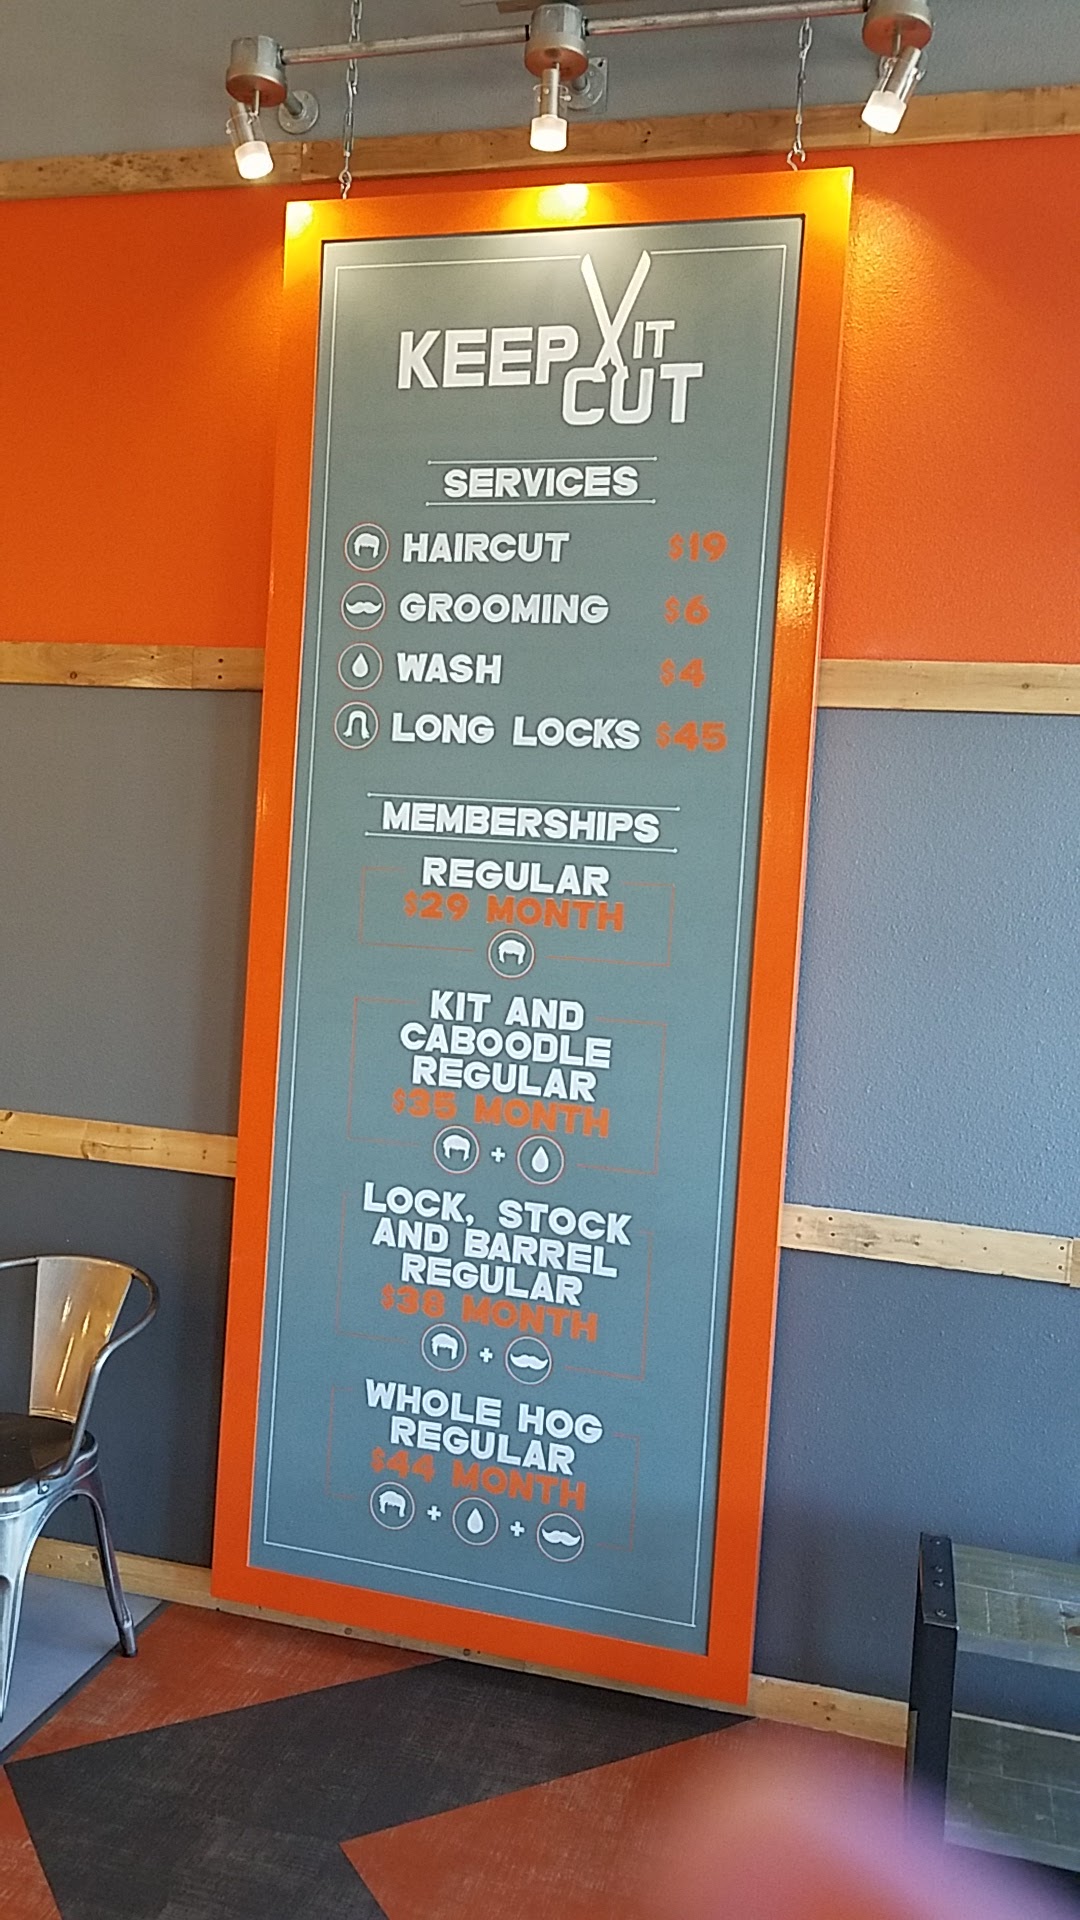 KEEP IT
CUT
SERVICES
HAIRCUT $19
GROOMING $6
WASH $4
LONG LOCKS $45
MEMBERSHIPS
REGULAR
$29 MONTH
KIT AND
CABOODLE
REGULAR
$35 MONTH
+
LOCK, STOCK
AND BARREL
REGULAR
$38 MONTH
+
WHOLE HOG
REGULAR
$44 MONTH
+ +